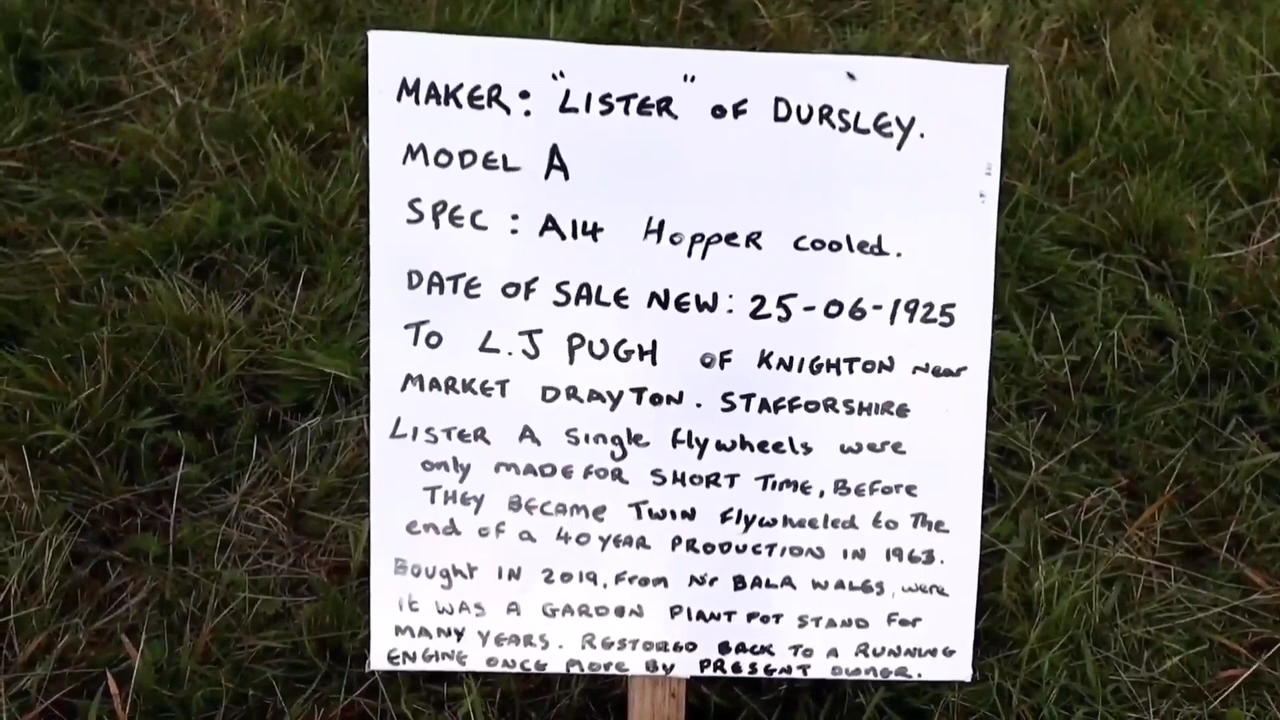 MAKER: "LISTER" OF DURSLEY.
MODEL A
SPEC: A14 Hopper cooled.
DATE OF SALE NEW: 25-06-1925
To L.J PUGH OF KNIGHTON Near
MARKET DRAYTON. STAFFORSHIRE
LISTER A Single flywheels were
only MADE FOR SHORT TIME, BEFORE
THEY BECAME TWIN flywheeled to The
end of a 40 YEAR PRODUCTION IN 1963.
Bought IN 2019, From Nr BALA WALES, were
it WAS A GARDEN PLANT POT STAND For
MANY YEARS. RESTORED BACK TO A RUNNING
ENGINE ONCE More By PRESENT OWNER.